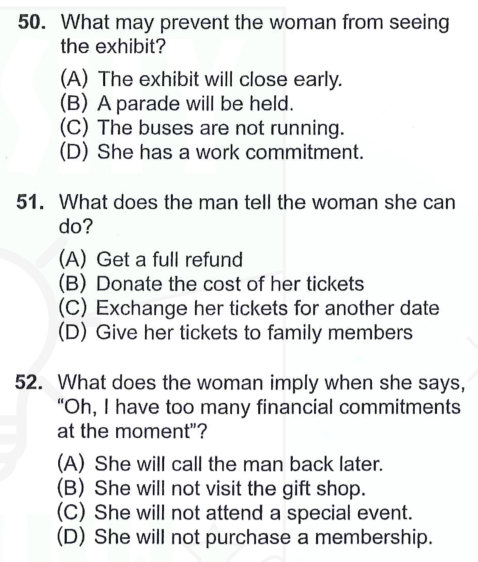 50. What may prevent the woman from seeing
the exhibit?
(A) The exhibit will close early.
(B) A parade will be held.
(C) The buses are not running.
(D) She has a work commitment.
51. What does the man tell the woman she can
do?
(A) Get a full refund
(B) Donate the cost of her tickets
(C) Exchange her tickets for another date
(D) Give her tickets to family members
52. What does the woman imply when she says,
“Oh, I have too many financial commitments
at the moment”?
(A) She will call the man back later.
(B) She will not visit the gift shop.
(C) She will not attend a special event.
(D) She will not purchase a membership.